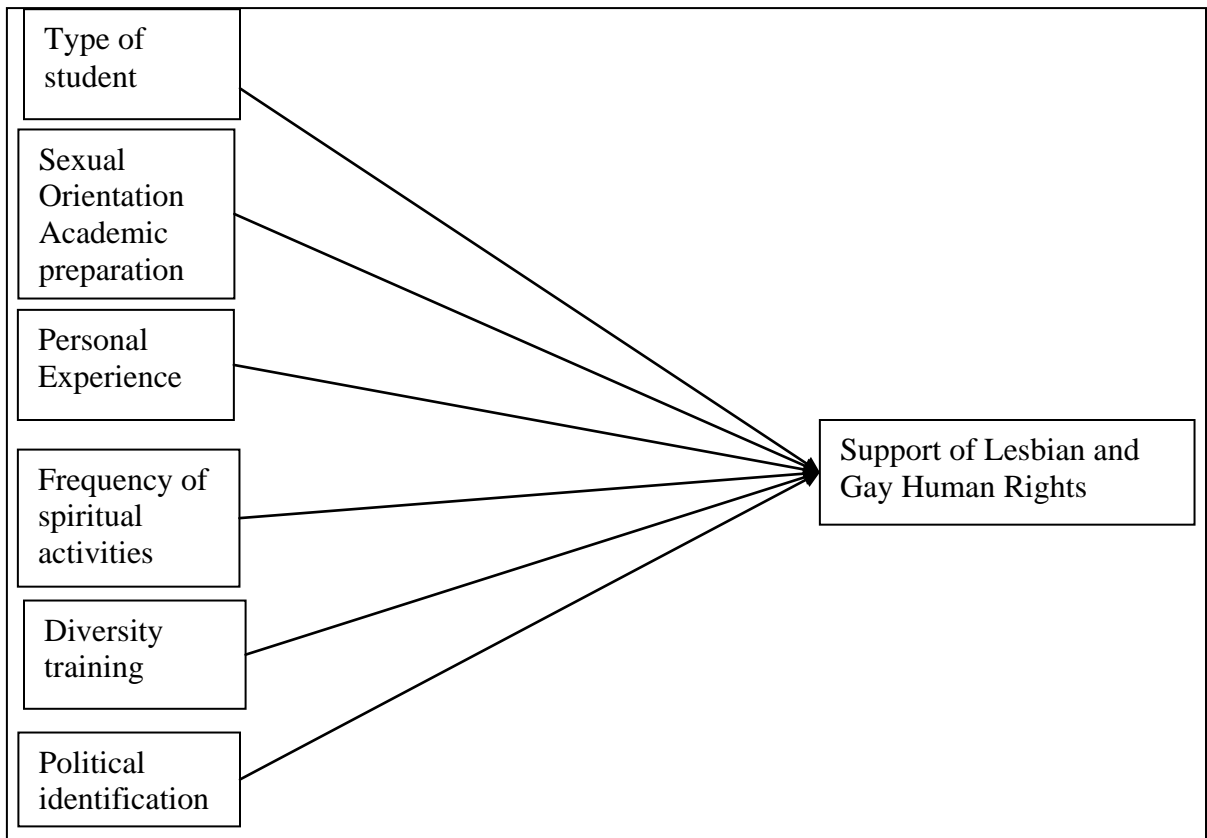 Type of
student
Sexual
Orientation
Academic
preparation
Personal
Experience
Frequency of
spiritual
activities
Diversity
training
Political
identification
Support of Lesbian and
Gay Human Rights